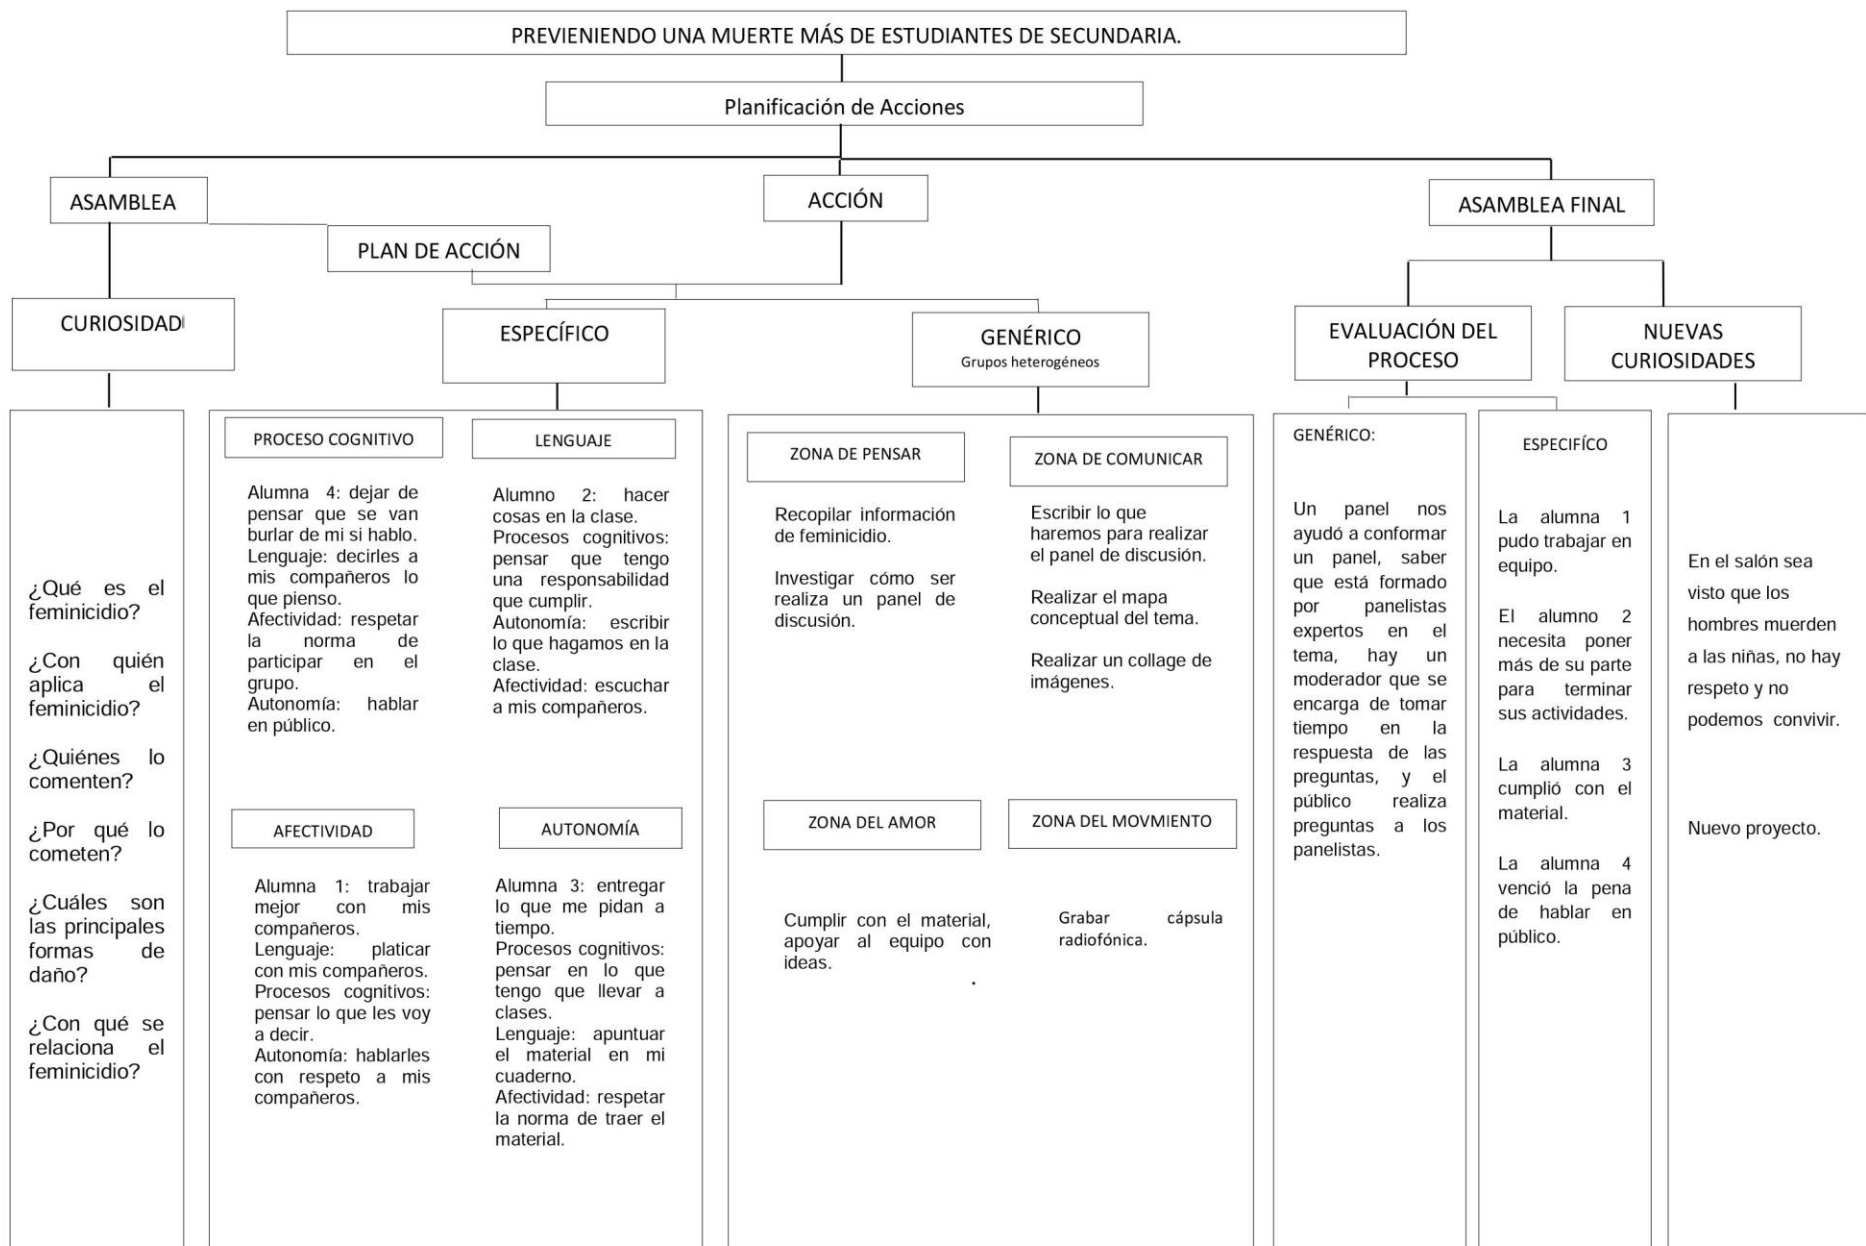 PREVIENIENDO UNA MUERTE MÁS DE ESTUDIANTES DE SECUNDARIA.
Planificación de Acciones
ASAMBLEA
ACCIÓN
ASAMBLEA FINAL
PLAN DE ACCIÓN
CURIOSIDAD
ESPECÍFICO
GENÉRICO
Grupos heterogéneos
EVALUACIÓN DEL
PROCESO
NUEVAS
CURIOSIDADES
¿Qué es el
feminicidio?
¿Con quién
aplica el
feminicidio?
¿Quiénes lo
comenten?
¿Por qué lo
cometen?
¿Cuáles son
las principales
formas de
daño?
¿Con qué se
relaciona el
feminicidio?
PROCESO COGNITIVO
Alumna 4: dejar de
pensar que se van
burlar de mi si hablo.
Lenguaje: decirles a
mis compañeros lo
que pienso.
Afectividad: respetar
la norma de
participar en el
grupo.
Autonomía: hablar
en público.
LENGUAJE
Alumno 2: hacer
cosas en la clase.
Procesos cognitivos:
pensar que tengo
una responsabilidad
que cumplir.
Autonomía: escribir
lo que hagamos en la
clase.
Afectividad: escuchar
a mis compañeros.
AFECTIVIDAD
Alumna 1: trabajar
mejor con mis
compañeros.
Lenguaje: platicar
con mis compañeros.
Procesos cognitivos:
pensar lo que les voy
a decir.
Autonomía: hablarles
con respeto a mis
compañeros.
AUTONOMÍA
Alumna 3: entregar
lo que me pidan a
tiempo.
Procesos cognitivos:
pensar en lo que
tengo que llevar a
clases.
Lenguaje: apuntuar
el material en mi
cuaderno.
Afectividad: respetar
la norma de traer el
material.
ZONA DE PENSAR
Recopilar información
de feminicidio.
Investigar cómo ser
realiza un panel de
discusión.
ZONA DE COMUNICAR
Escribir lo que
haremos para realizar
el panel de discusión.
Realizar el mapa
conceptual del tema.
Realizar un collage de
imágenes.
ZONA DEL AMOR
Cumplir con el material,
apoyar al equipo con
ideas.
.
ZONA DEL MOVMIENTO
Grabar cápsula
radiofónica.
GENÉRICO:
Un panel nos
ayudó a conformar
un panel, saber
que está formado
por panelistas
expertos en el
tema, hay un
moderador que se
encarga de tomar
tiempo en la
respuesta de las
preguntas, y el
público realiza
preguntas a los
panelistas.
ESPECIFÍCO
La alumna 1
pudo trabajar en
equipo.
El alumno 2
necesita poner
más de su parte
para terminar
sus actividades.
La alumna 3
cumplió con el
material.
La alumna 4
venció la pena
de hablar en
público.
En el salón sea
visto que los
hombres muerden
a las niñas, no hay
respeto y no
podemos convivir.
Nuevo proyecto.